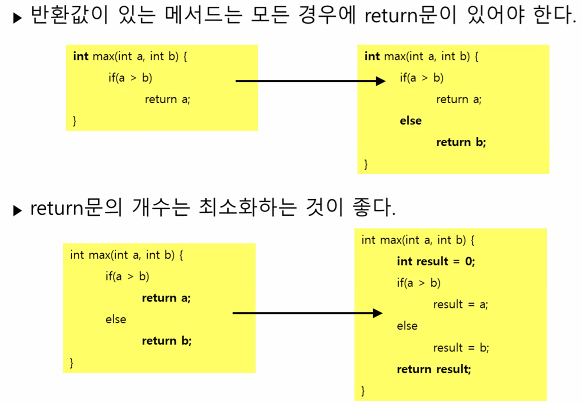 ▶ 반환값이 있는 메서드는 모든 경우에 return문이 있어야 한다.
int max(int a, int b) {
if(a > b)
return a;
}
int max(int a, int b) {
if(a > b)
return a;
else
return b;
}
▶ return문의 개수는 최소화하는 것이 좋다.
int max(int a, int b) {
if(a > b)
return a;
else
return b;
}
int max(int a, int b) {
int result = 0;
if(a > b)
result = a;
else
result = b;
return result;
}